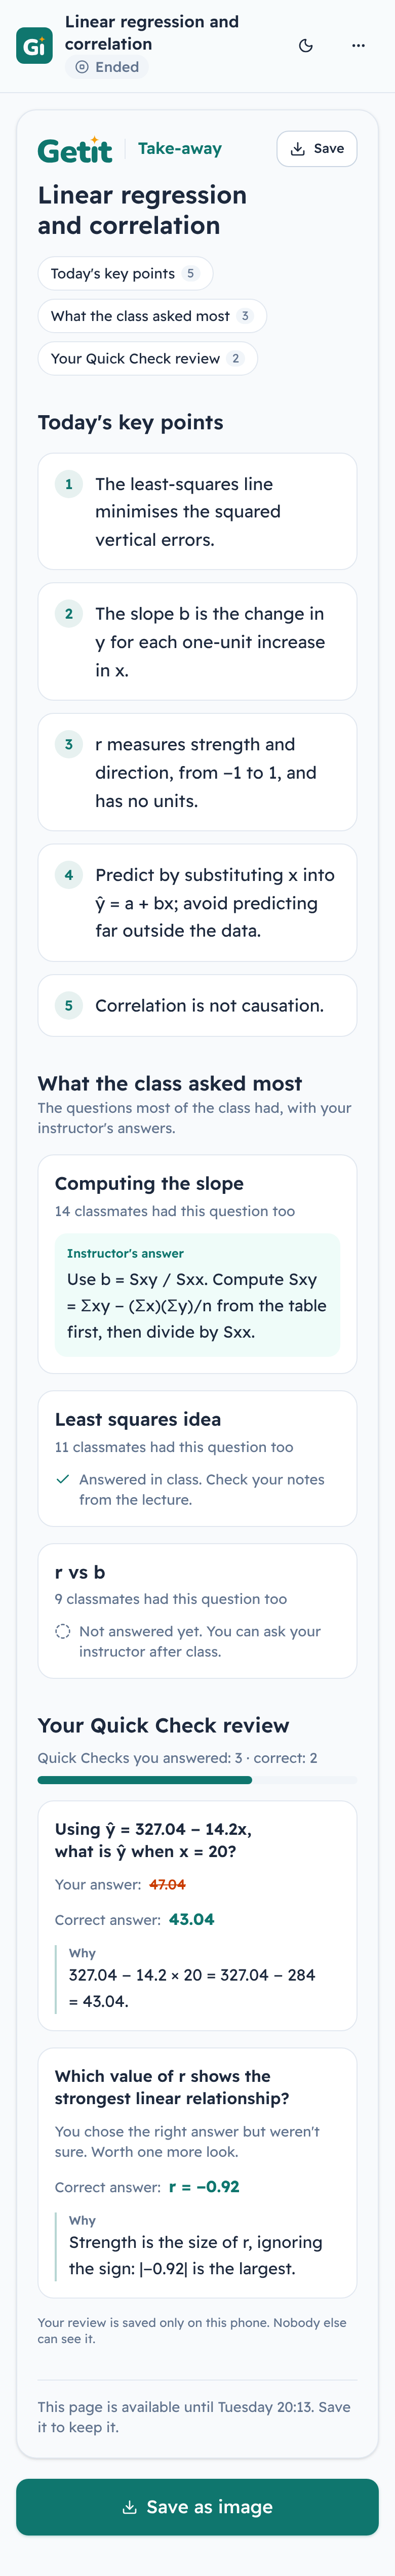 Gi
Linear regression and
correlation
Ended
Getit
Take-away
Save
Linear regression
and correlation
Today's key points 5
What the class asked most 3
Your Quick Check review 2
Today's key points
1
The least-squares line
minimises the squared
vertical errors.
2
The slope b is the change in
y for each one-unit increase
in x.
3
r measures strength and
direction, from −1 to 1, and
has no units.
4
Predict by substituting x into
ŷ = a + bx; avoid predicting
far outside the data.
5
Correlation is not causation.
What the class asked most
The questions most of the class had, with your
instructor's answers.
Computing the slope
14 classmates had this question too
Instructor's answer
Use b = Sxy / Sxx. Compute Sxy
= Σxy − (Σx)(Σy)/n from the table
first, then divide by Sxx.
Least squares idea
11 classmates had this question too
Answered in class. Check your notes
from the lecture.
r vs b
9 classmates had this question too
Not answered yet. You can ask your
instructor after class.
Your Quick Check review
Quick Checks you answered: 3 · correct: 2
Using ŷ = 327.04 − 14.2x,
what is ŷ when x = 20?
Your answer: 47.04
Correct answer: 43.04
Why
327.04 − 14.2 × 20 = 327.04 − 284
= 43.04.
Which value of r shows the
strongest linear relationship?
You chose the right answer but weren't
sure. Worth one more look.
Correct answer: r = −0.92
Why
Strength is the size of r, ignoring
the sign: |−0.92| is the largest.
Your review is saved only on this phone. Nobody else
can see it.
This page is available until Tuesday 20:13. Save
it to keep it.
Save as image